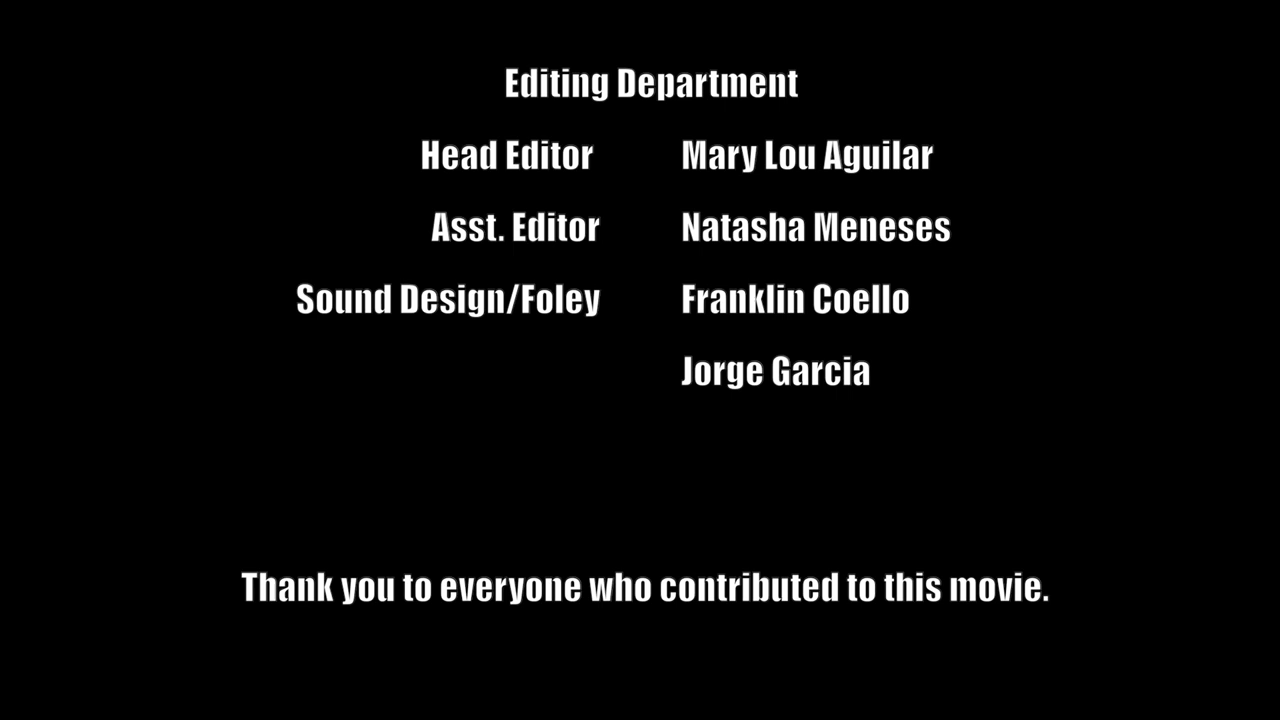 Editing Department
Head Editor Mary Lou Aguilar
Asst. Editor Natasha Meneses
Sound Design/Foley Franklin Coello
Jorge Garcia
Thank you to everyone who contributed to this movie.